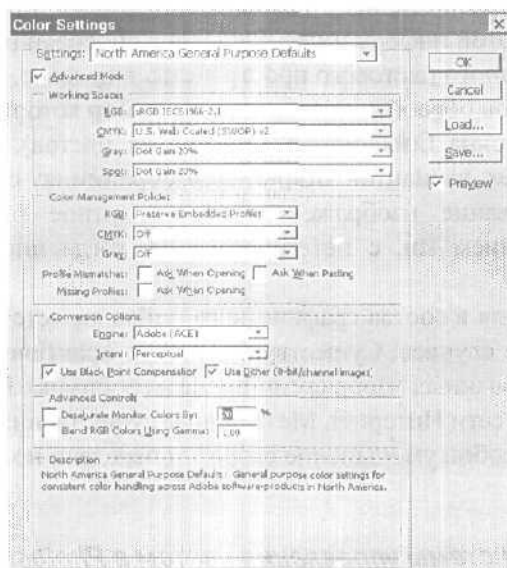 Color Settings
Settings: North America General Purpose Defaults
OK
Advanced Mode
Cancel
Working Spaces
RGB: sRGB IEC61966-2.1
Load...
CMYK: U.S. Web Coated (SWOP) v2
Gray: Dot Gain 20%
Save...
Spot: Dot Gain 20%
Preview
Color Management Policies
RGB: Preserve Embedded Profiles
CMYK: Off
Gray: Off
Profile Mismatches: Ask When Opening Ask When Pasting
Missing Profiles: Ask When Opening
Conversion Options
Engine: Adobe (ACE)
Intent: Perceptual
Use Black Point Compensation Use Dither (8-bit/channel images)
Advanced Controls
Desaturate Monitor Colors By: 20 %
Blend RGB Colors Using Gamma: 1.00
Description
North America General Purpose Defaults: General purpose color settings for
consistent color handling across Adobe software products in North America.